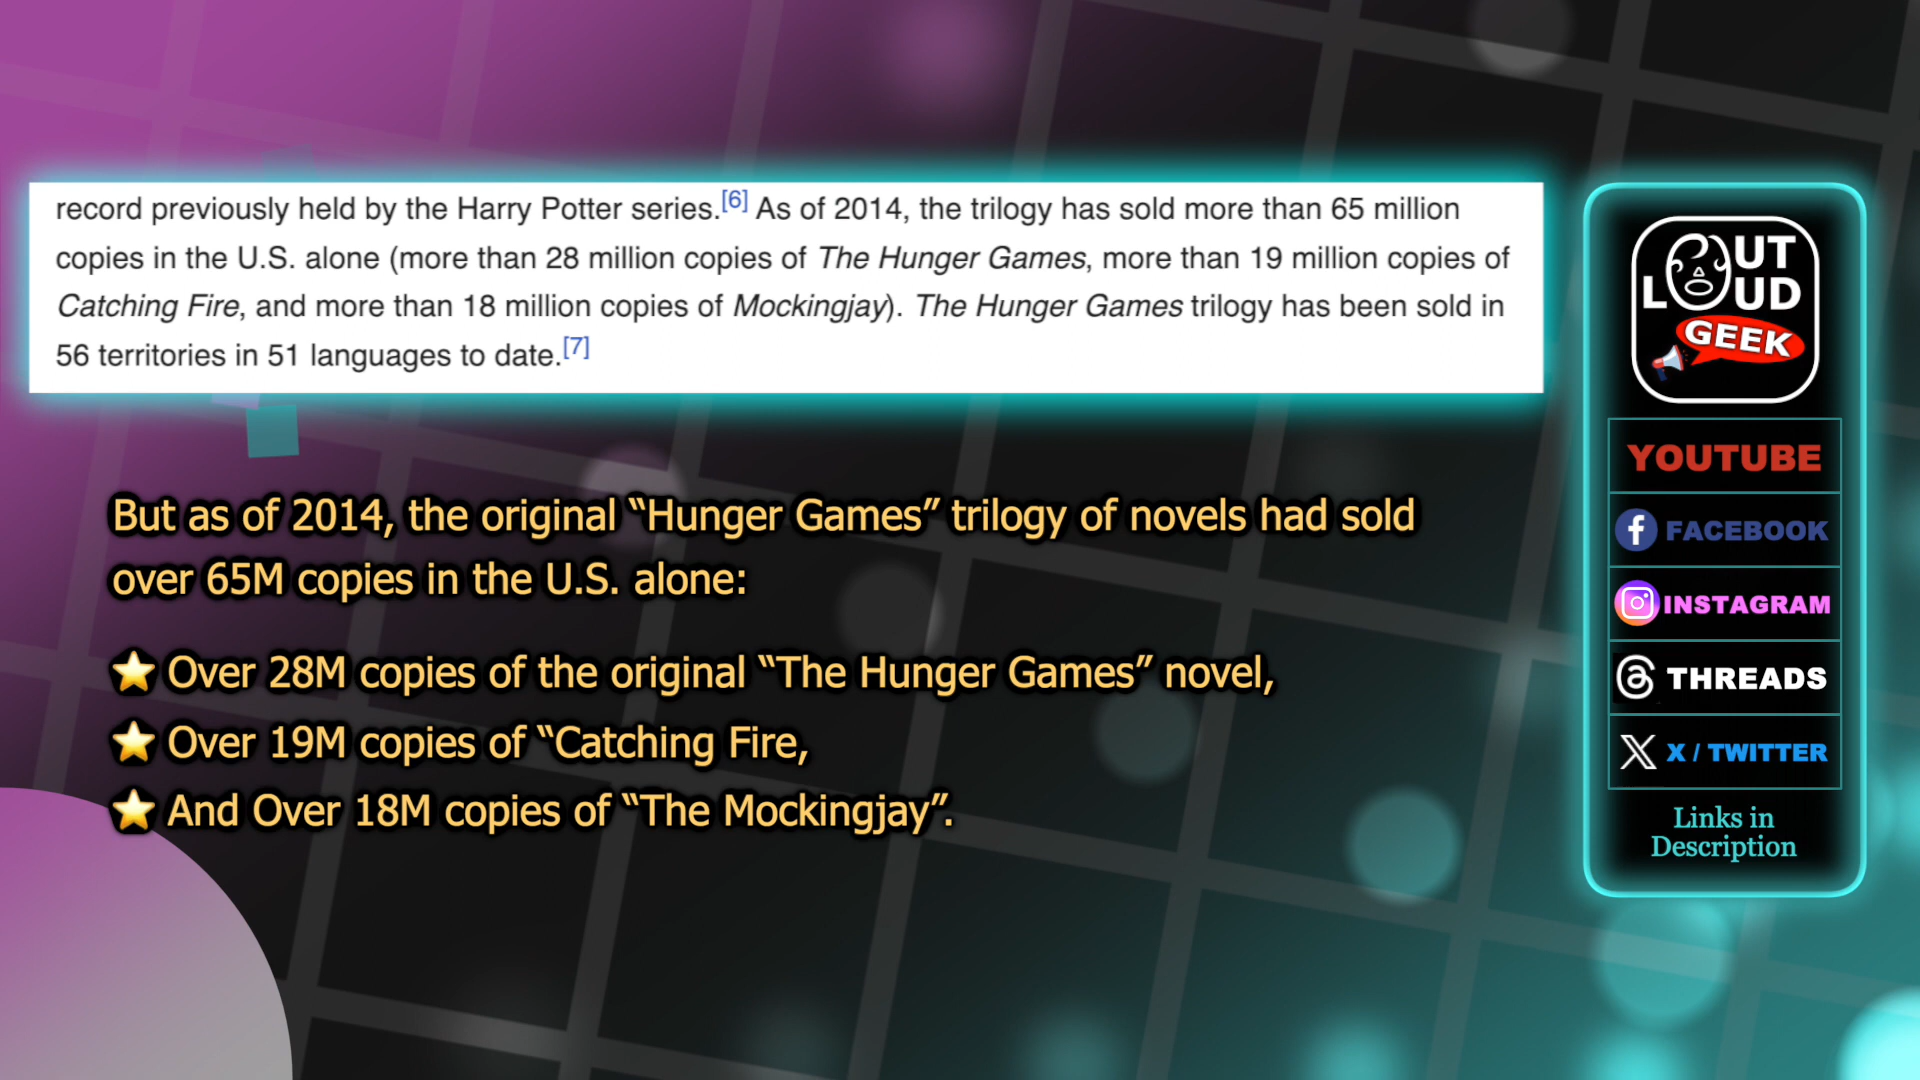 record previously held by the Harry Potter series.[6] As of 2014, the trilogy has sold more than 65 million
copies in the U.S. alone (more than 28 million copies of The Hunger Games, more than 19 million copies of
Catching Fire, and more than 18 million copies of Mockingjay). The Hunger Games trilogy has been sold in
56 territories in 51 languages to date.[7]
But as of 2014, the original “Hunger Games” trilogy of novels had sold
over 65M copies in the U.S. alone:
⭐ Over 28M copies of the original “The Hunger Games” novel,
⭐ Over 19M copies of “Catching Fire,
⭐ And Over 18M copies of “The Mockingjay”.
OUT
LOUD
GEEK
YOUTUBE
FACEBOOK
INSTAGRAM
THREADS
X / TWITTER
Links in
Description